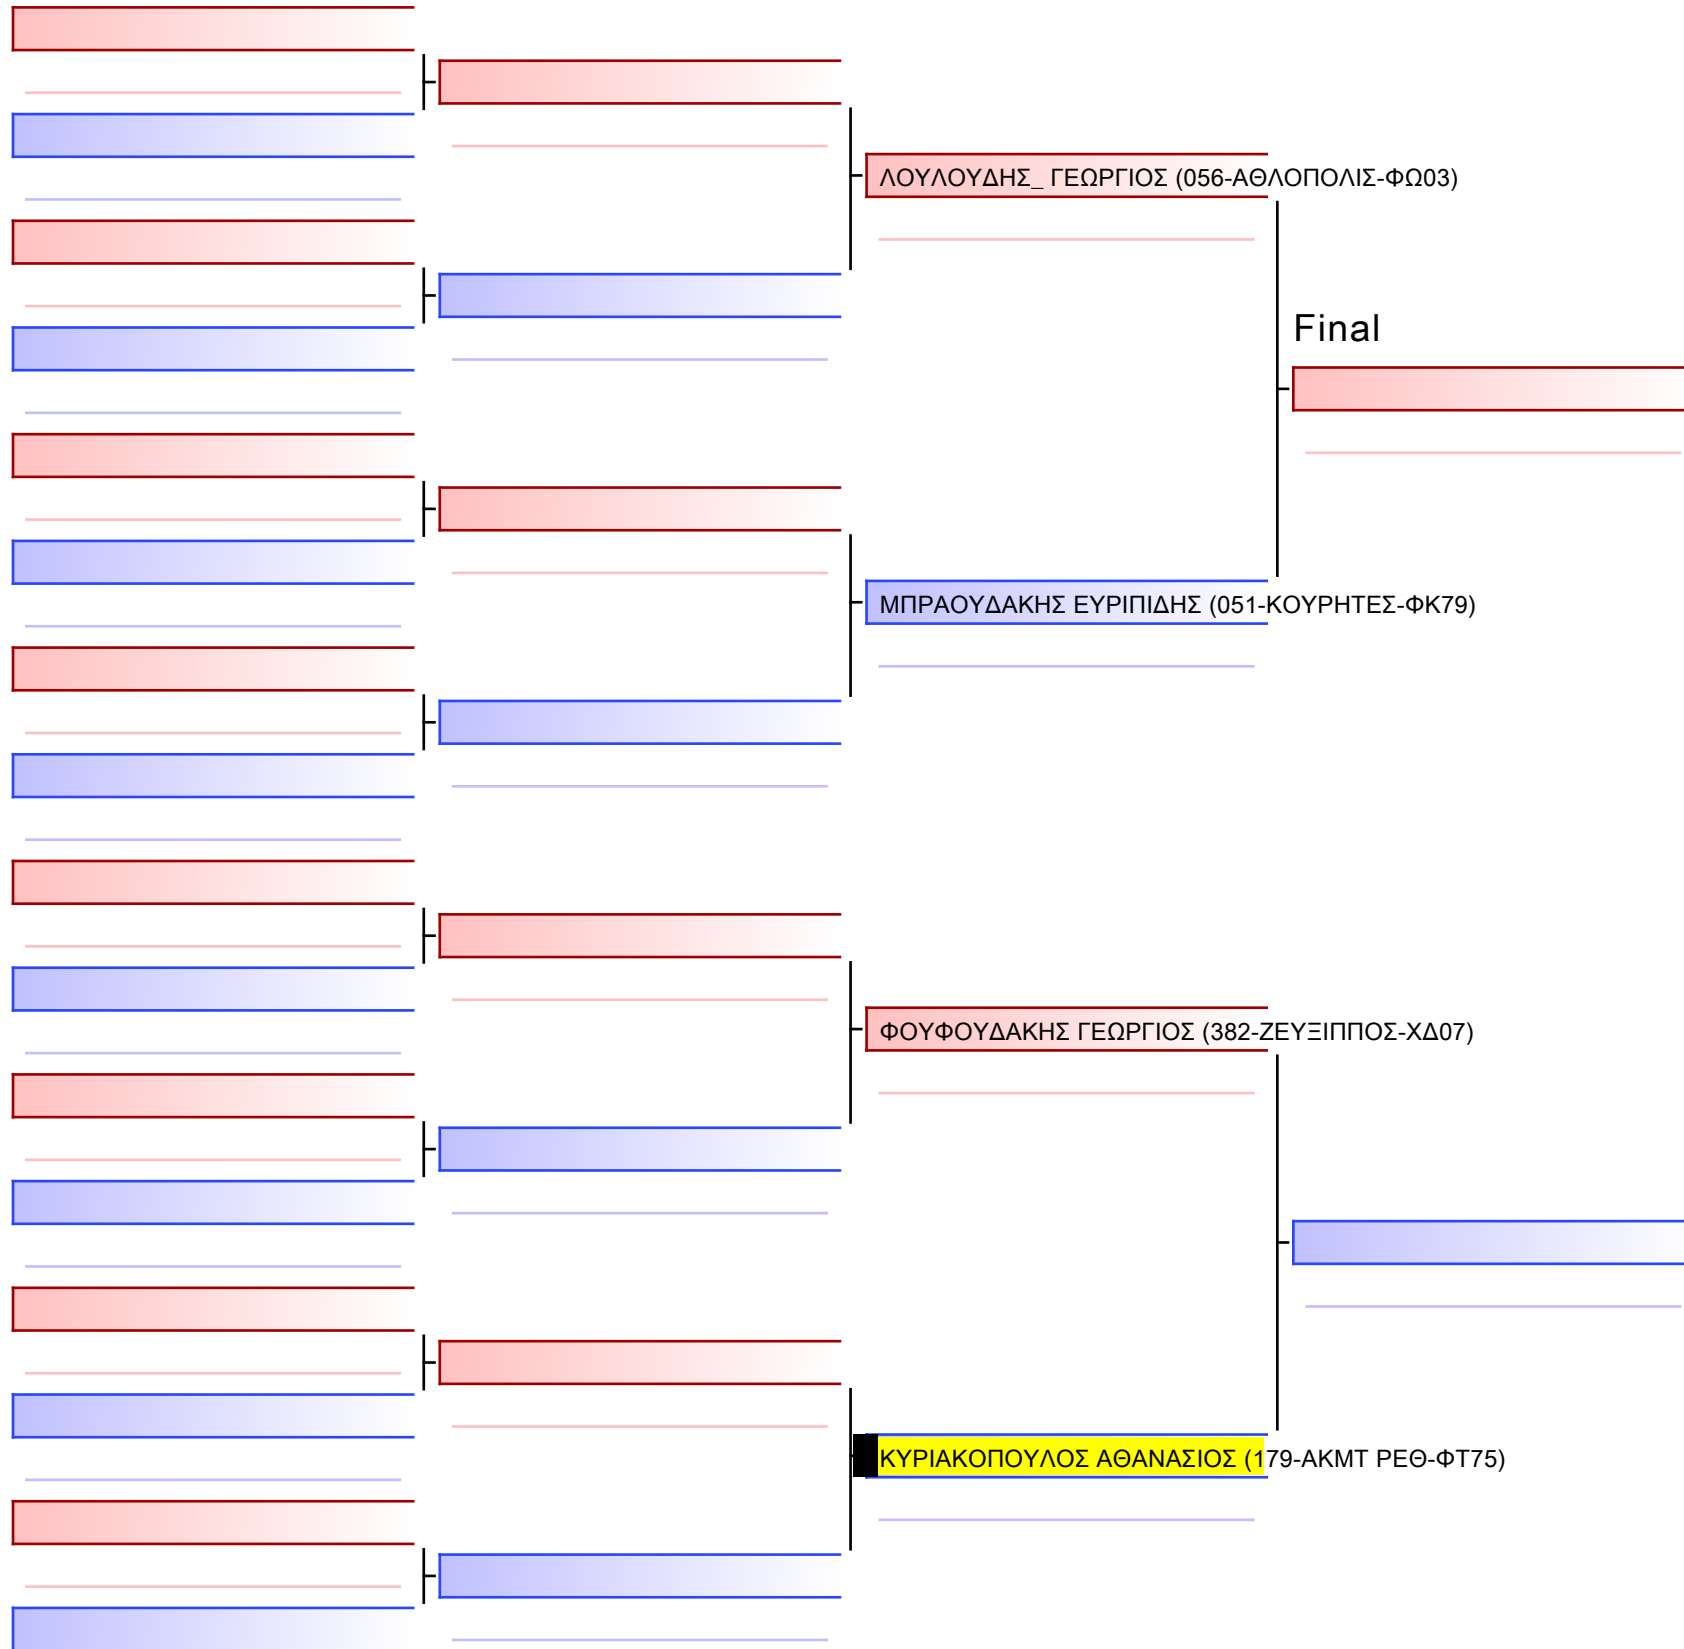 ΛΟΥΛΟΥΔΗΣ_ ΓΕΩΡΓΙΟΣ (056-ΑΘΛΟΠΟΛΙΣ-ΦΩ03)
Final
ΜΠΡΑΟΥΔΑΚΗΣ ΕΥΡΙΠΙΔΗΣ (051-ΚΟΥΡΗΤΕΣ-ΦΚ79)
ΦΟΥΦΟΥΔΑΚΗΣ ΓΕΩΡΓΙΟΣ (382-ΖΕΥΞΙΠΠΟΣ-ΧΔ07)
ΚΥΡΙΑΚΟΠΟΥΛΟΣ ΑΘΑΝΑΣΙΟΣ (179-ΑΚΜΤ ΡΕΘ-ΦΤ75)